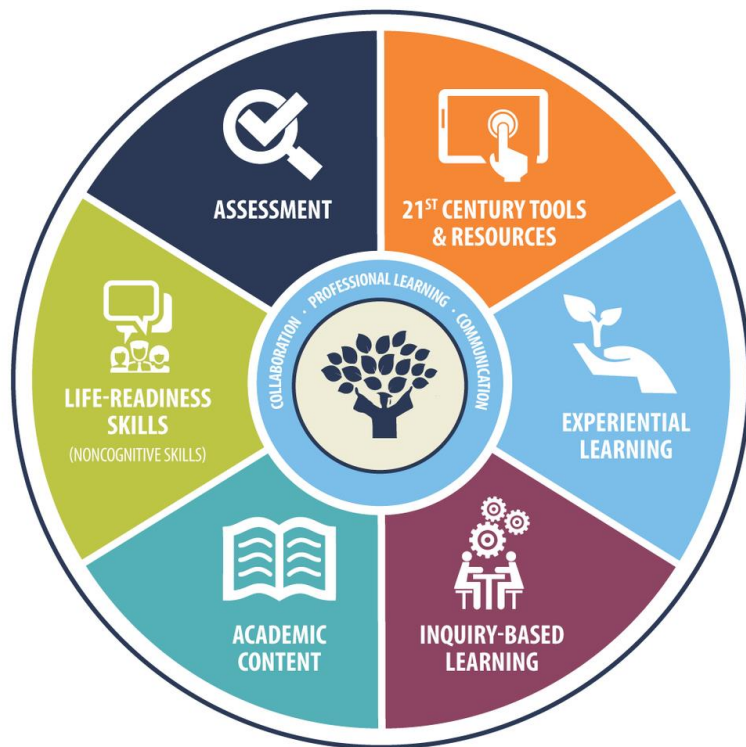 ASSESSMENT
21ST CENTURY TOOLS
& RESOURCES
EXPERIENTIAL
LEARNING
INQUIRY-BASED
LEARNING
ACADEMIC
CONTENT
LIFE-READINESS
SKILLS
(NONCOGNITIVE SKILLS)
COLLABORATION · PROFESSIONAL LEARNING · COMMUNICATION